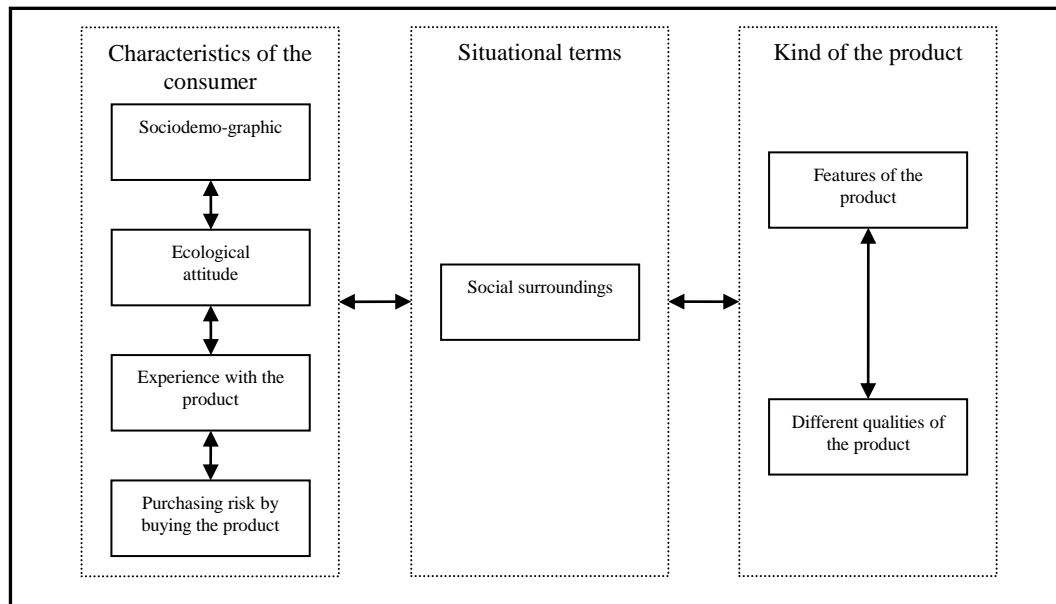 Characteristics of the
consumer
Sociodemo-graphic
Ecological
attitude
Experience with the
product
Purchasing risk by
buying the product
Situational terms
Social surroundings
Kind of the product
Features of the
product
Different qualities of
the product